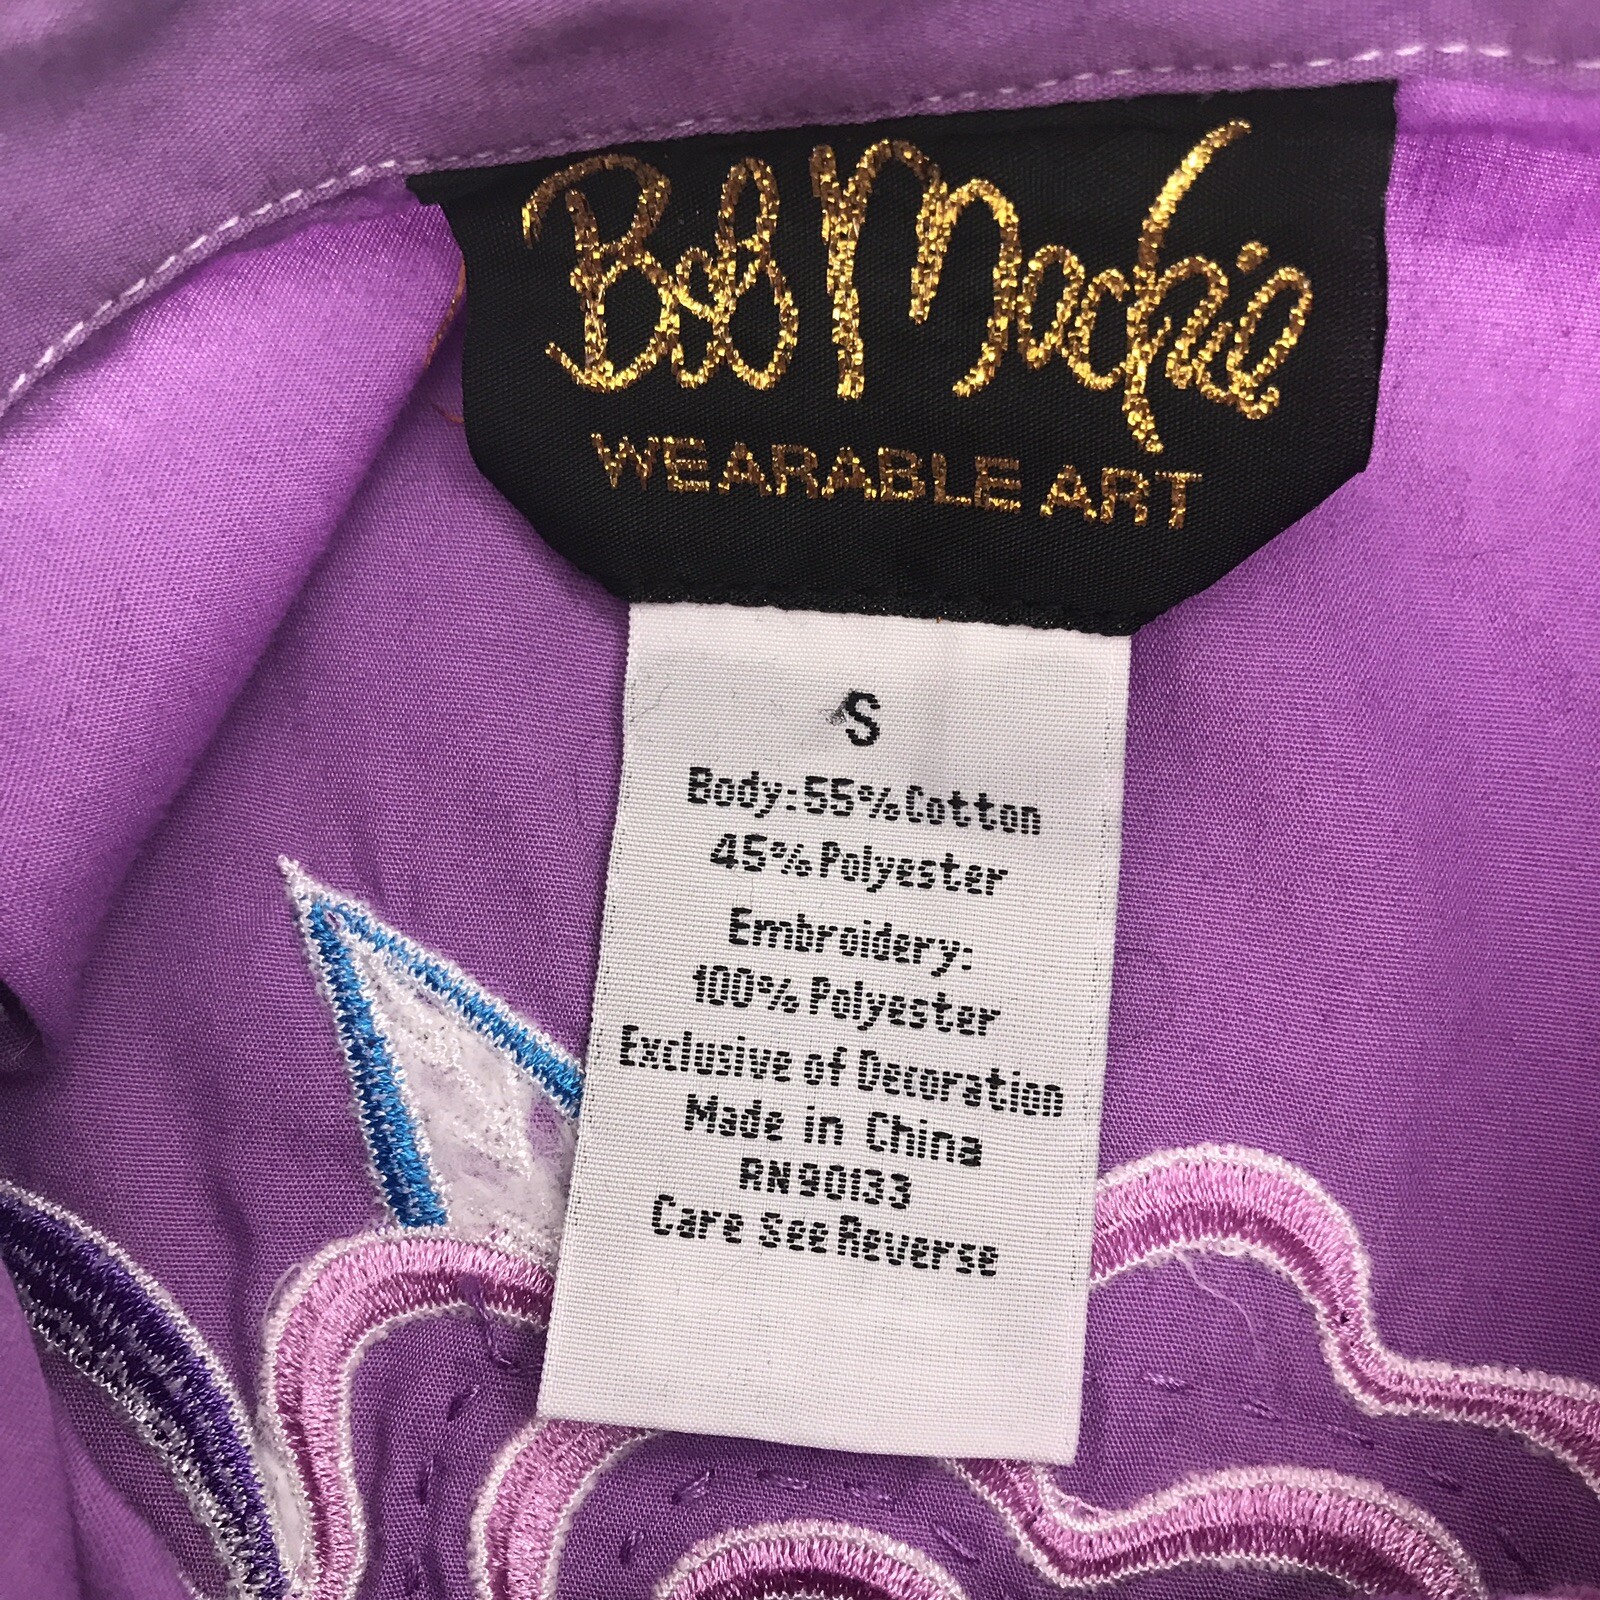 Bob Mackie
WEARABLE ART
S
Body:55%Cotton
45%Polyester
Embroidery:
100%Polyester
Exclusive of Decoration
Made in China
RN90133
Care See Reverse